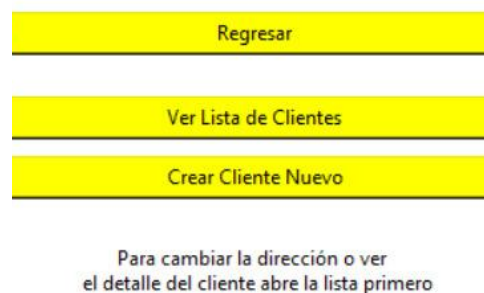 Regresar
Ver Lista de Clientes
Crear Cliente Nuevo
Para cambiar la dirección o ver
el detalle del cliente abre la lista primero